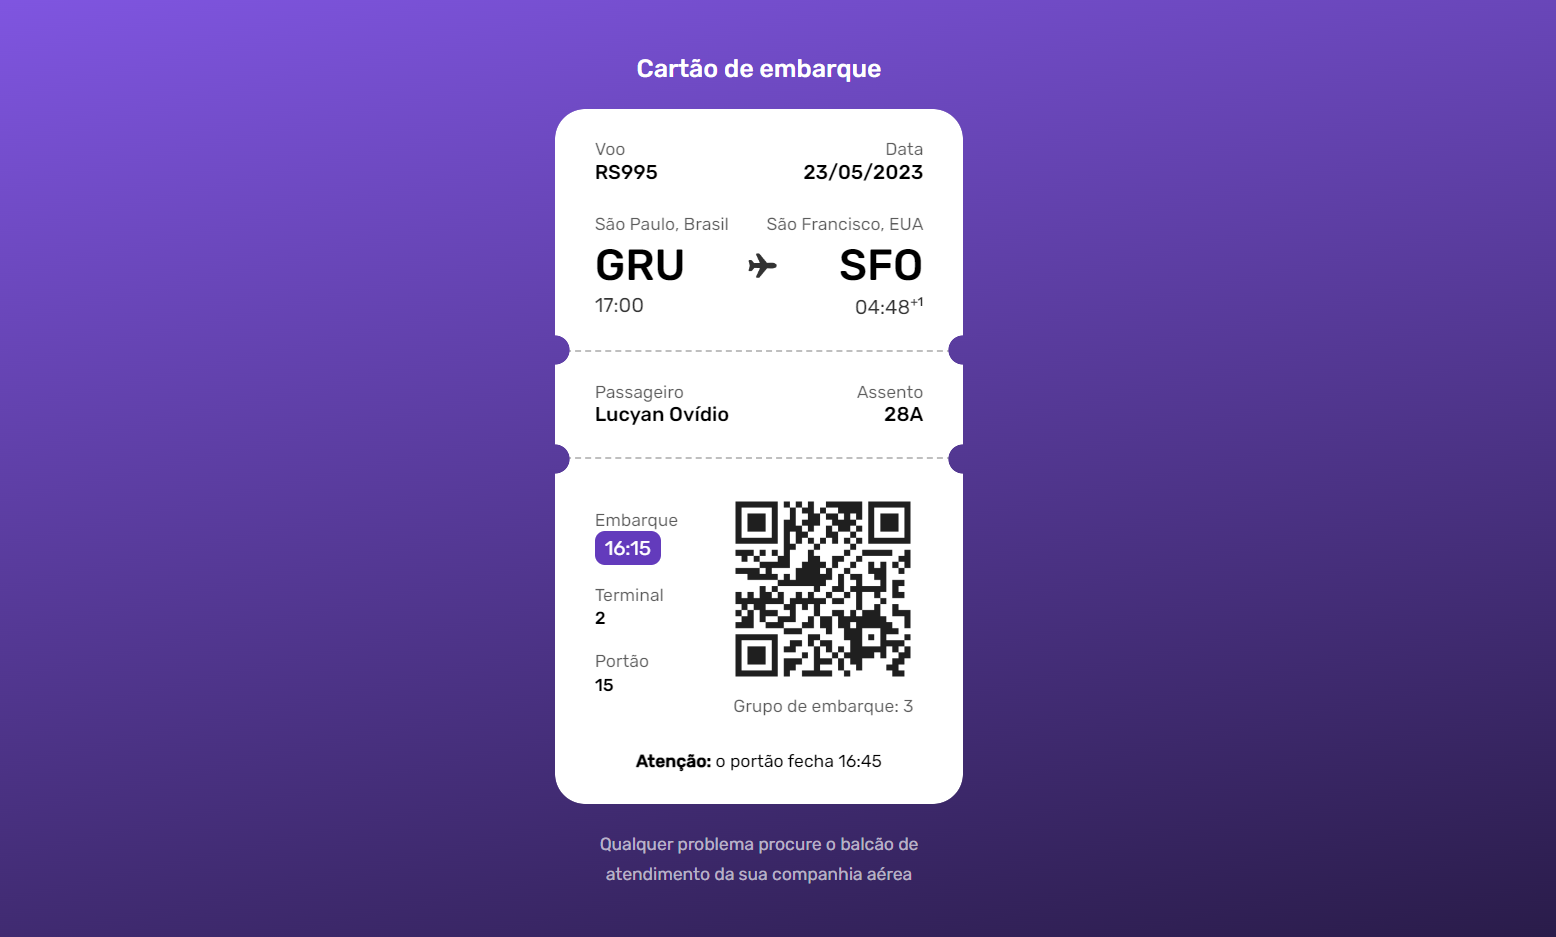 Cartão de embarque
Voo Data
RS995 23/05/2023
São Paulo, Brasil São Francisco, EUA
GRU SFO
17:00 04:48+1
Passageiro Assento
Lucyan Ovídio 28A
Embarque
16:15
Terminal
2
Portão
15
Grupo de embarque: 3
Atenção: o portão fecha 16:45
Qualquer problema procure o balcão de
atendimento da sua companhia aérea